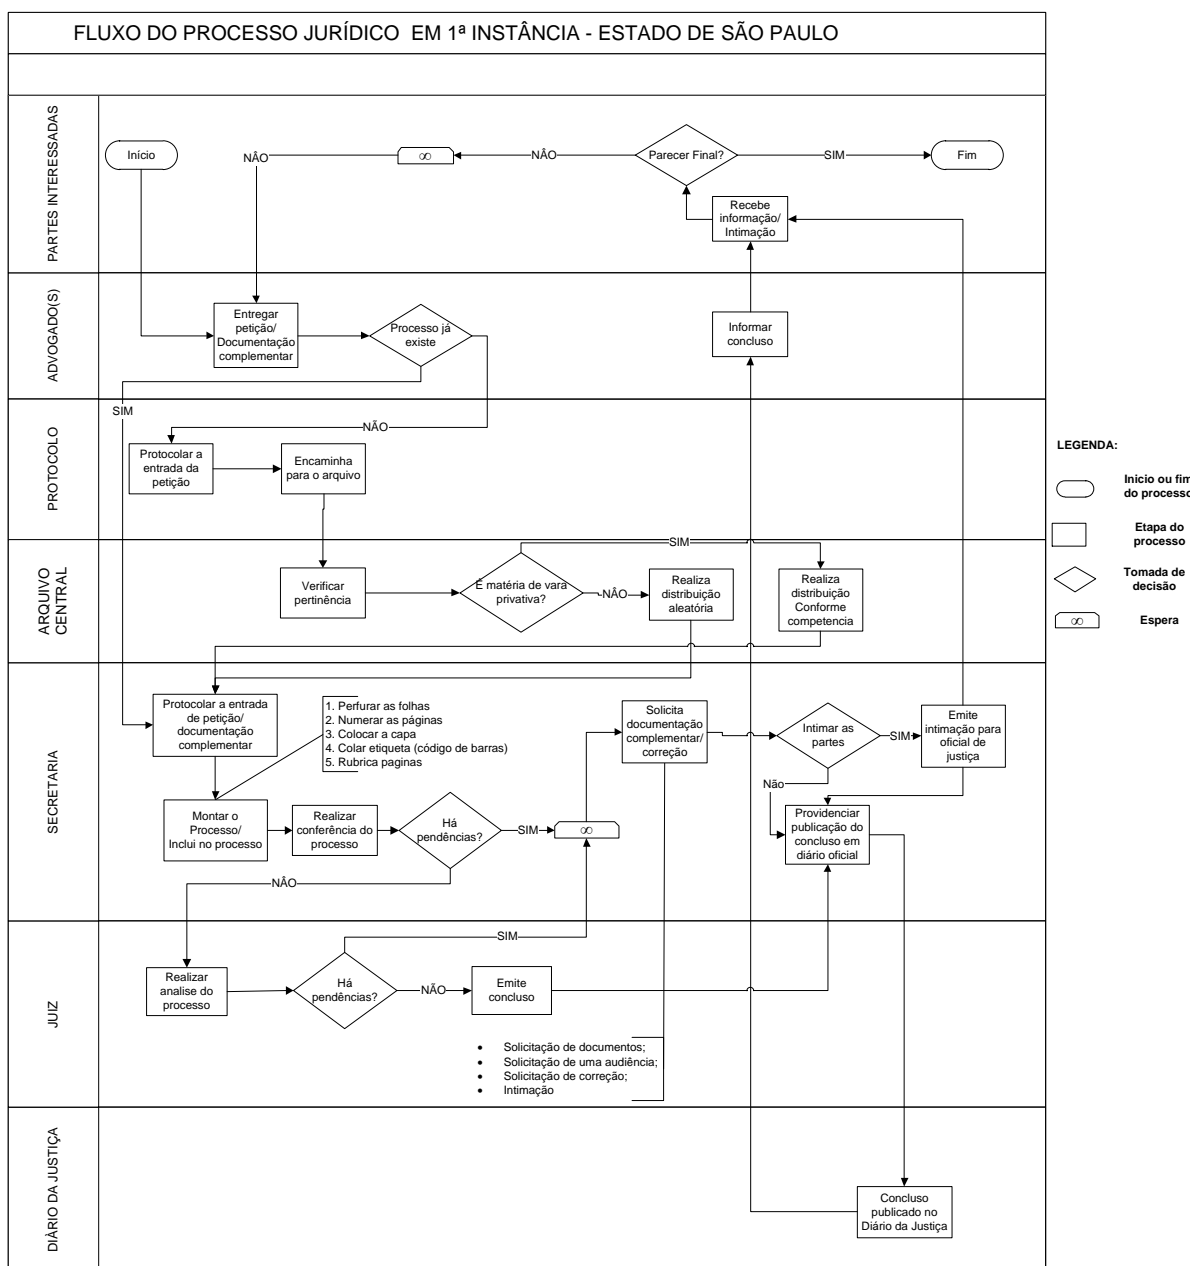 FLUXO DO PROCESSO JURÍDICO EM 1ª INSTÂNCIA - ESTADO DE SÃO PAULO
PARTES INTERESSADAS
Início
NÂO
∞
NÂO
Parecer Final?
SIM
Fim
Recebe
informação/
Intimação
ADVOGADO(S)
Entregar
petição/
Documentação
complementar
Processo já
existe
Informar
concluso
SIM
NÃO
PROTOCOLO
Protocolar a
entrada da
petição
Encaminha
para o arquivo
LEGENDA:
Inicio ou fim
do processo
Etapa do
processo
Tomada de
decisão
∞
Espera
ARQUIVO
CENTRAL
Verificar
pertinência
É matéria de vara
privativa?
SIM
NÂO
Realiza
distribuição
aleatória
Realiza
distribuição
Conforme
competencia
SECRETARIA
Protocolar a entrada
de petição/
documentação
complementar
1. Perfurar as folhas
2. Numerar as páginas
3. Colocar a capa
4. Colar etiqueta (código de barras)
5. Rubrica paginas
Solicita
documentação
complementar/
correção
Intimar as
partes
SIM
Emite
intimação para
oficial de
justiça
Não
Montar o
Processo/
Inclui no processo
Realizar
conferência do
processo
Há
pendências?
SIM
∞
Providenciar
publicação do
concluso em
diário oficial
NÂO
JUIZ
Realizar
analise do
processo
Há
pendências?
SIM
NÃO
Emite
concluso
• Solicitação de documentos;
• Solicitação de uma audiência;
• Solicitação de correção;
• Intimação
DIÀRIO DA JUSTIÇA
Concluso
publicado no
Diário da Justiça